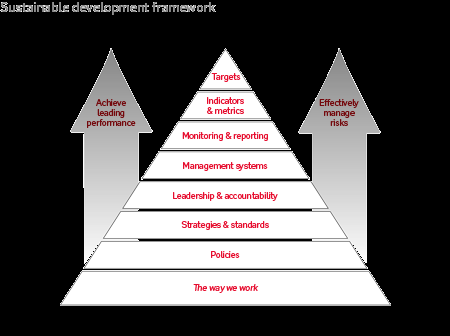 Sustainable development framework
Targets
Achieve
leading
performance
Indicators
& metrics
Effectively
manage
risks
Monitoring & reporting
Management systems
Leadership & accountability
Strategies & standards
Policies
The way we work